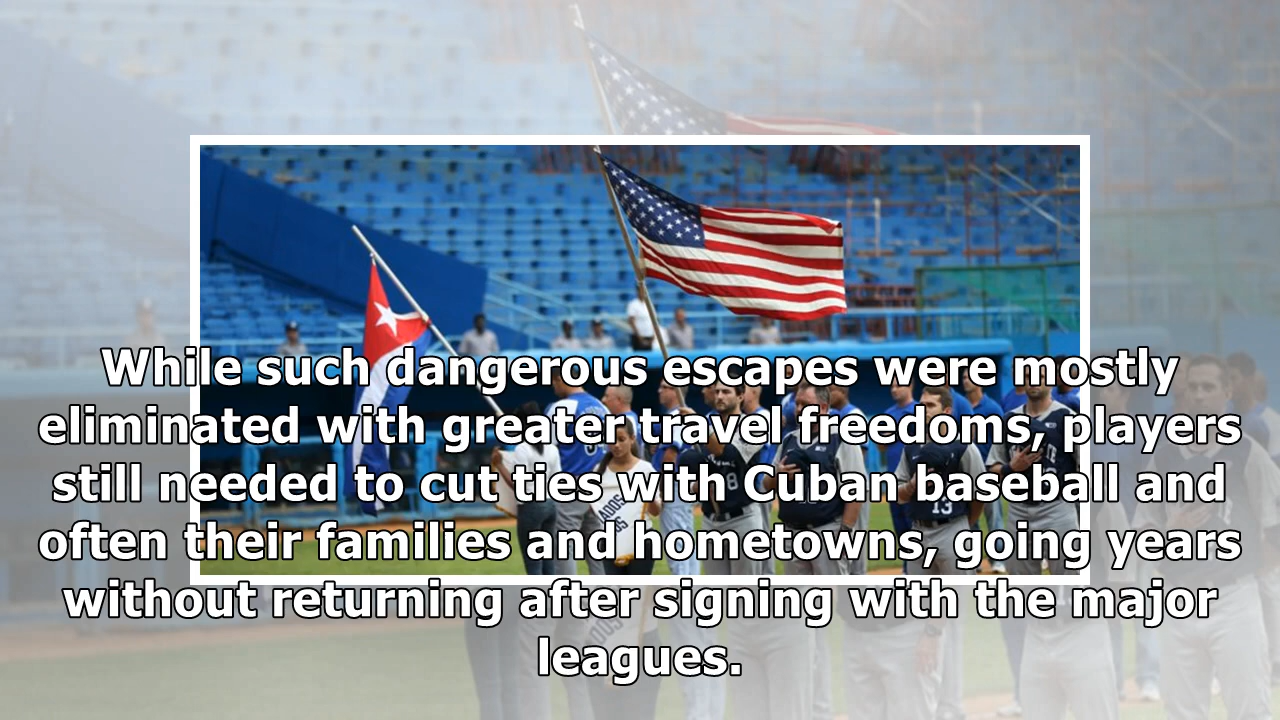 While such dangerous escapes were mostly
eliminated with greater travel freedoms, players
still needed to cut ties with Cuban baseball and
often their families and hometowns, going years
without returning after signing with the major
leagues.
13